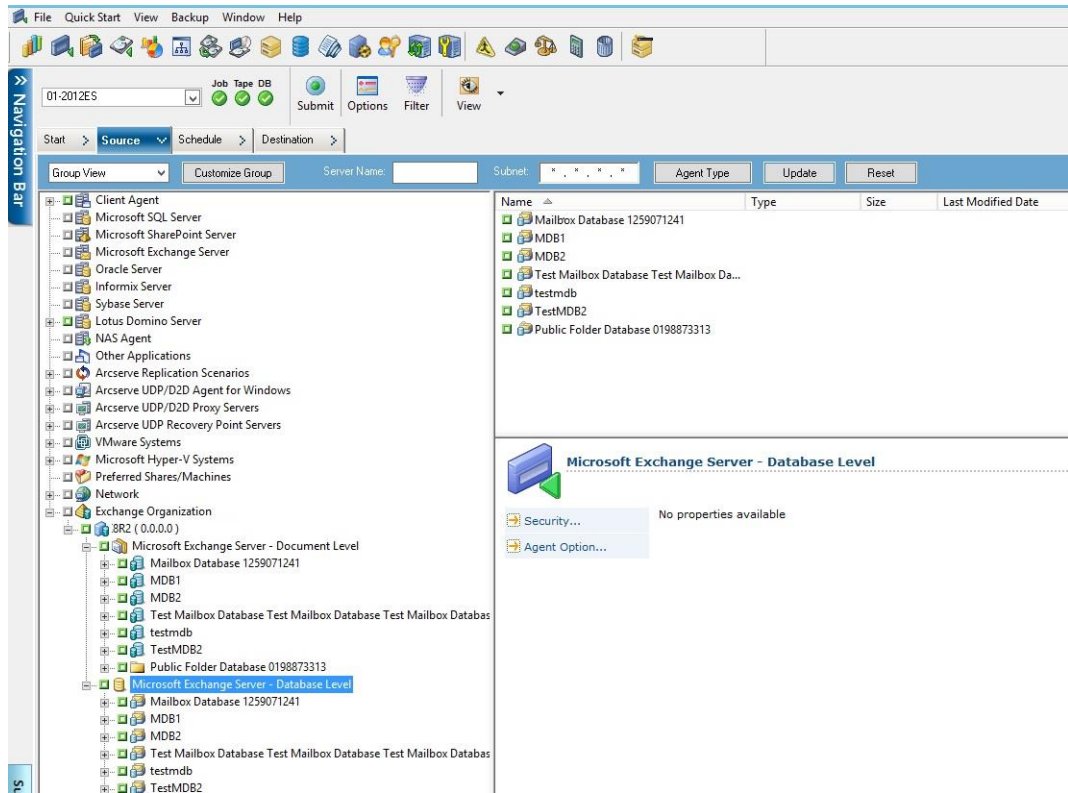 File Quick Start View Backup Window Help
Job Tape DB
01-2012ES
Submit Options Filter View
Start > Source Schedule > Destination >
Group View Customize Group Server Name: Subnet: * . * . * . * Agent Type Update Reset
» Navigation Bar
Client Agent
Microsoft SQL Server
Microsoft SharePoint Server
Microsoft Exchange Server
Oracle Server
Informix Server
Sybase Server
Lotus Domino Server
NAS Agent
Other Applications
Arcserve Replication Scenarios
Arcserve UDP/D2D Agent for Windows
Arcserve UDP/D2D Proxy Servers
Arcserve UDP Recovery Point Servers
VMware Systems
Microsoft Hyper-V Systems
Preferred Shares/Machines
Network
Exchange Organization
8R2 ( 0.0.0.0 )
Microsoft Exchange Server - Document Level
Mailbox Database 1259071241
MDB1
MDB2
Test Mailbox Database Test Mailbox Database Test Mailbox Databas
testmdb
TestMDB2
Public Folder Database 0198873313
Microsoft Exchange Server - Database Level
Mailbox Database 1259071241
MDB1
MDB2
Test Mailbox Database Test Mailbox Database Test Mailbox Databas
testmdb
TestMDB2
Name Type Size Last Modified Date
Mailbox Database 1259071241
MDB1
MDB2
Test Mailbox Database Test Mailbox Da...
testmdb
TestMDB2
Public Folder Database 0198873313
Microsoft Exchange Server - Database Level
Security...
Agent Option...
No properties available